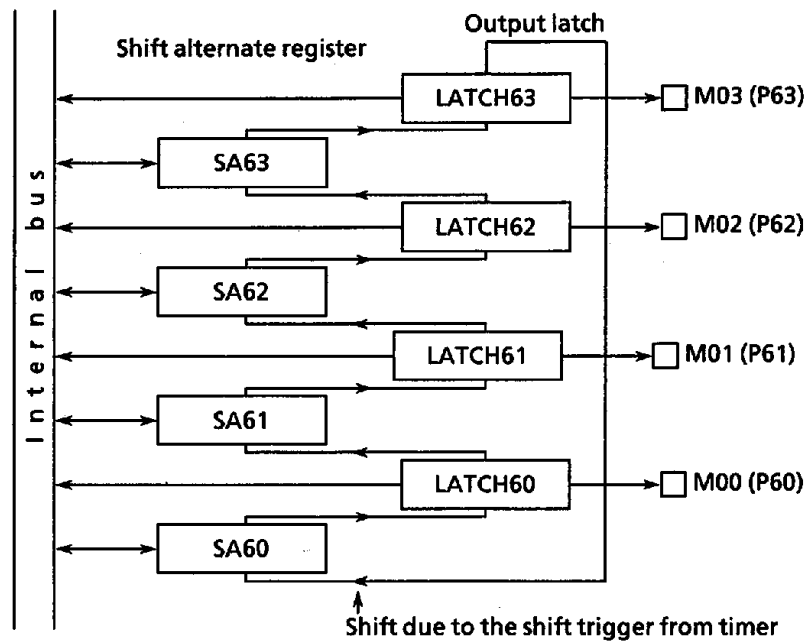 Output latch
Shift alternate register
LATCH63
M03 (P63)
SA63
LATCH62
M02 (P62)
SA62
LATCH61
M01 (P61)
SA61
LATCH60
M00 (P60)
SA60
Internal bus
Shift due to the shift trigger from timer